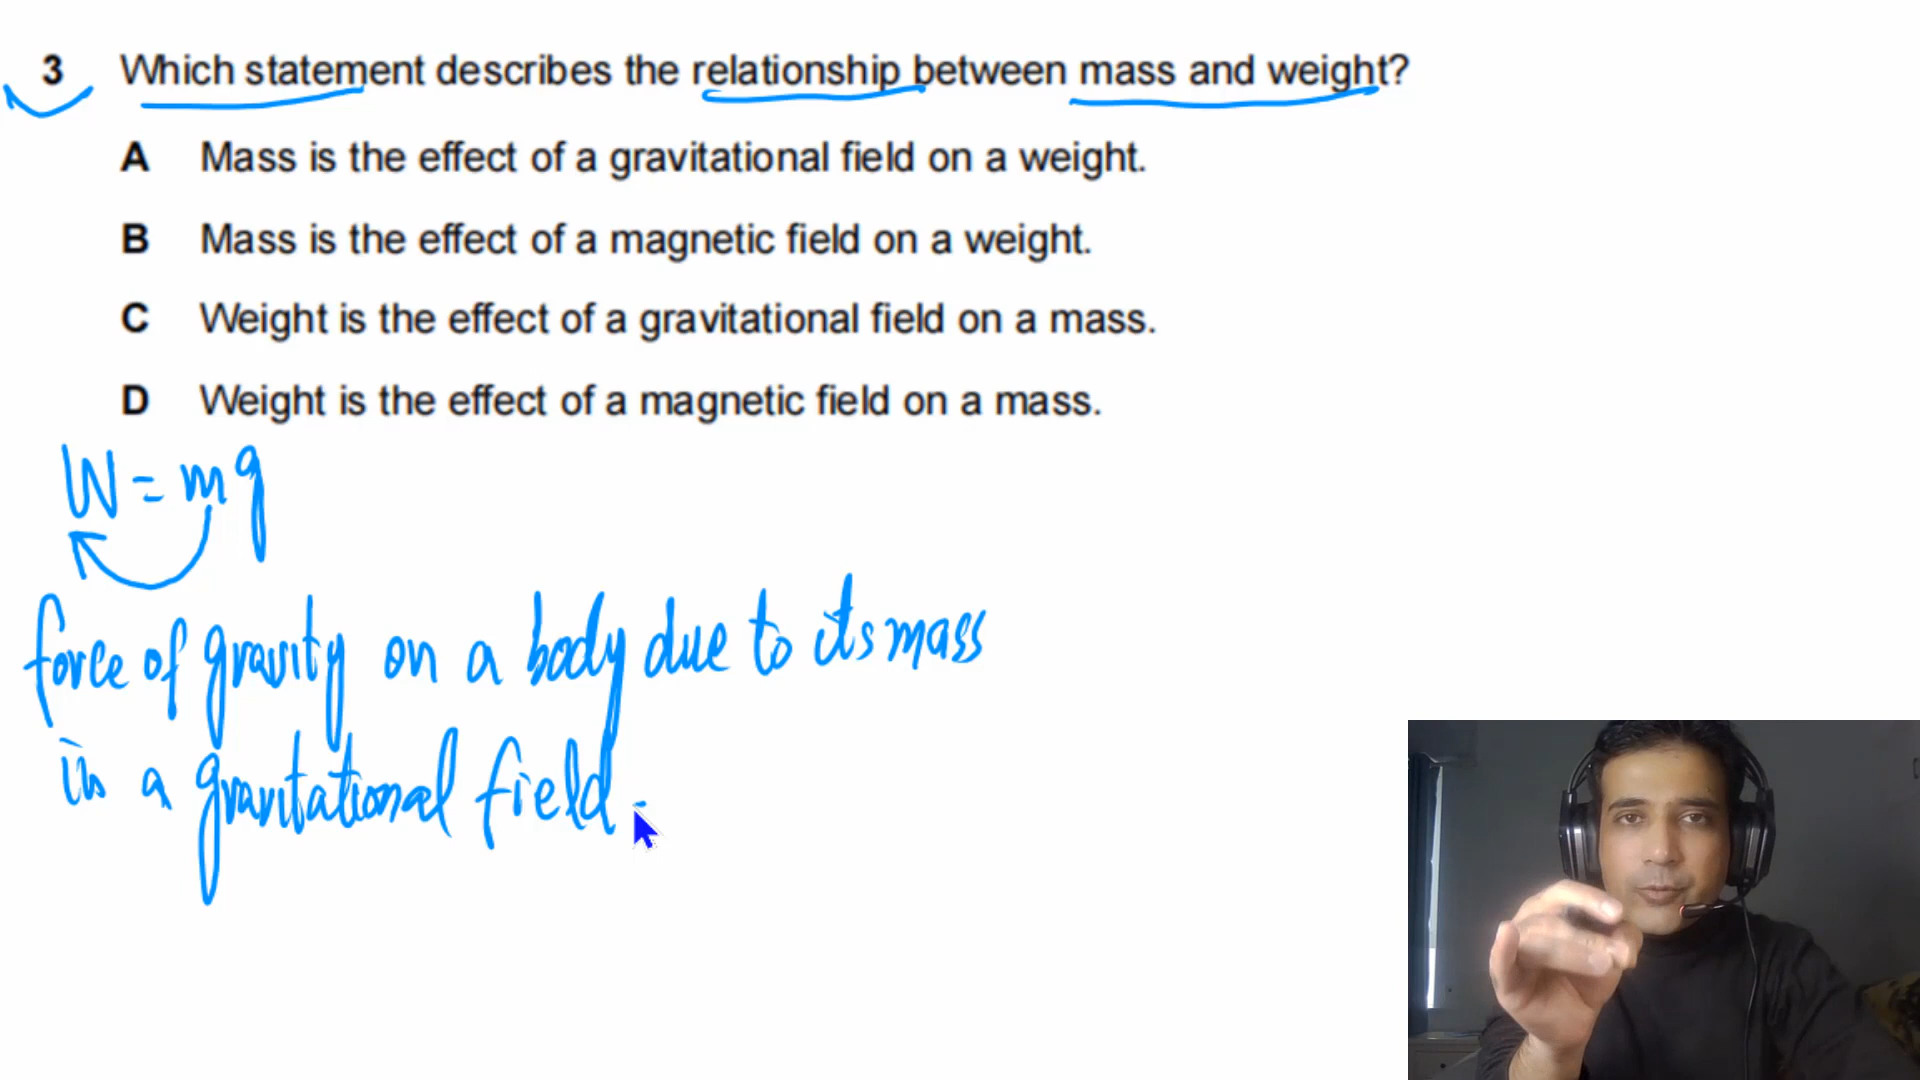 3 Which statement describes the relationship between mass and weight?
A Mass is the effect of a gravitational field on a weight.
B Mass is the effect of a magnetic field on a weight.
C Weight is the effect of a gravitational field on a mass.
D Weight is the effect of a magnetic field on a mass.
W = mg
force of gravity on a body due to its mass
in a gravitational field.